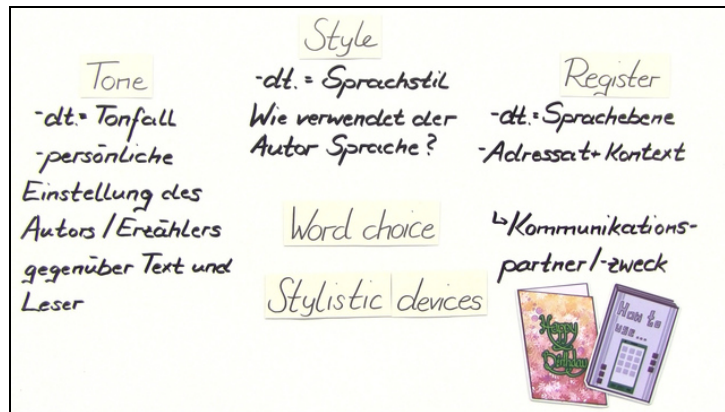 Tone
-dt.= Tonfall
-persönliche
Einstellung des
Autors/Erzählers
gegenüber Text und
Leser
Style
-dt.= Sprachstil
Wie verwendet der
Autor Sprache?
Word choice
Stylistic devices
Register
-dt.= Sprachebene
-Adressat+Kontext
↳Kommunikations-
partner/-zweck
Happy
Birthday
How to
use...